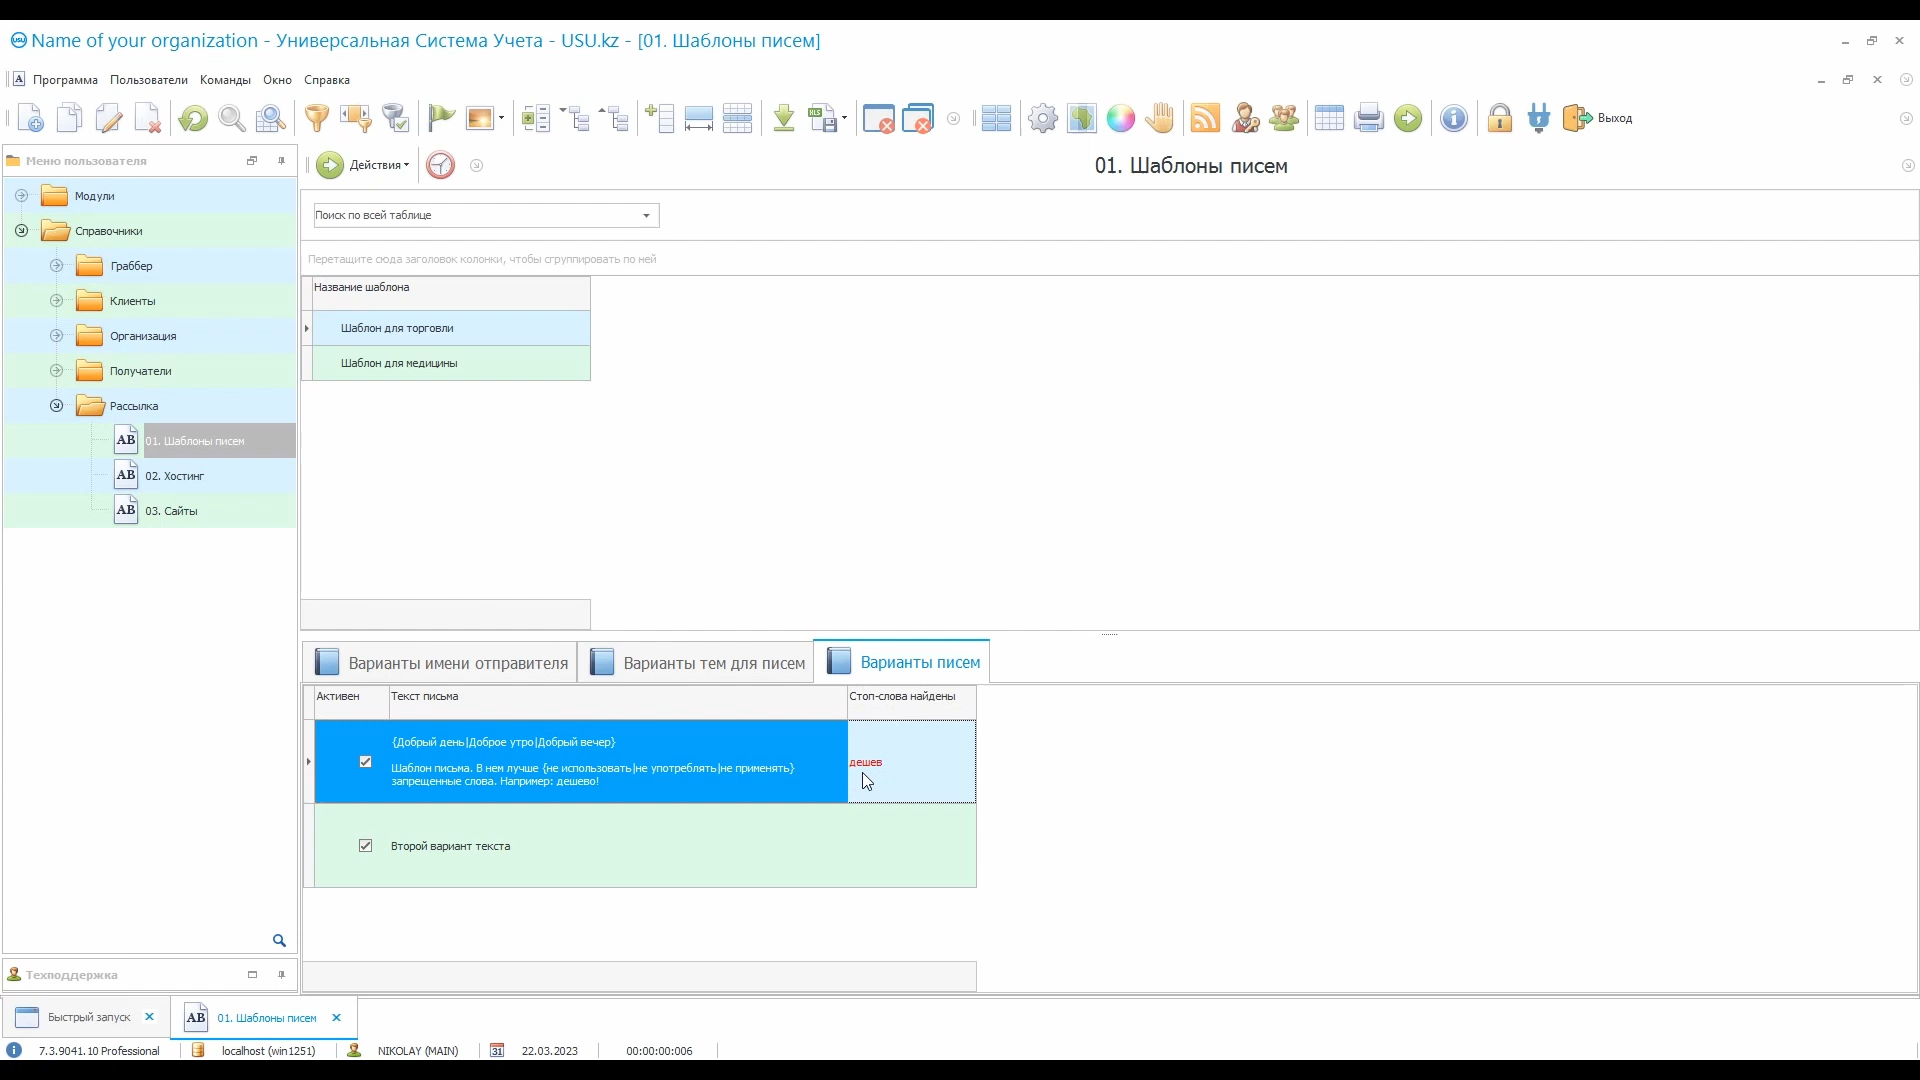 Name of your organization - Универсальная Система Учета - USU.kz - [01. Шаблоны писем]
Программа Пользователи Команды Окно Справка
Выход
Меню пользователя
Действия
01. Шаблоны писем
Модули
Справочники
Граббер
Клиенты
Организация
Получатели
Рассылка
AB 01. Шаблоны писем
AB 02. Хостинг
AB 03. Сайты
Поиск по всей таблице
Перетащите сюда заголовок колонки, чтобы сгруппировать по ней
Название шаблона
Шаблон для торговли
Шаблон для медицины
Варианты имени отправителя Варианты тем для писем Варианты писем
Активен Текст письма Стоп-слова найдены
{Добрый день|Доброе утро|Добрый вечер}
Шаблон письма. В нем лучше {не использовать|не употреблять|не применять}
запрещенные слова. Например: дешево!
дешев
Второй вариант текста
Техподдержка
Быстрый запуск AB 01. Шаблоны писем
7.3.9041.10 Professional localhost (win1251) NIKOLAY (MAIN) 31 22.03.2023 00:00:00:006